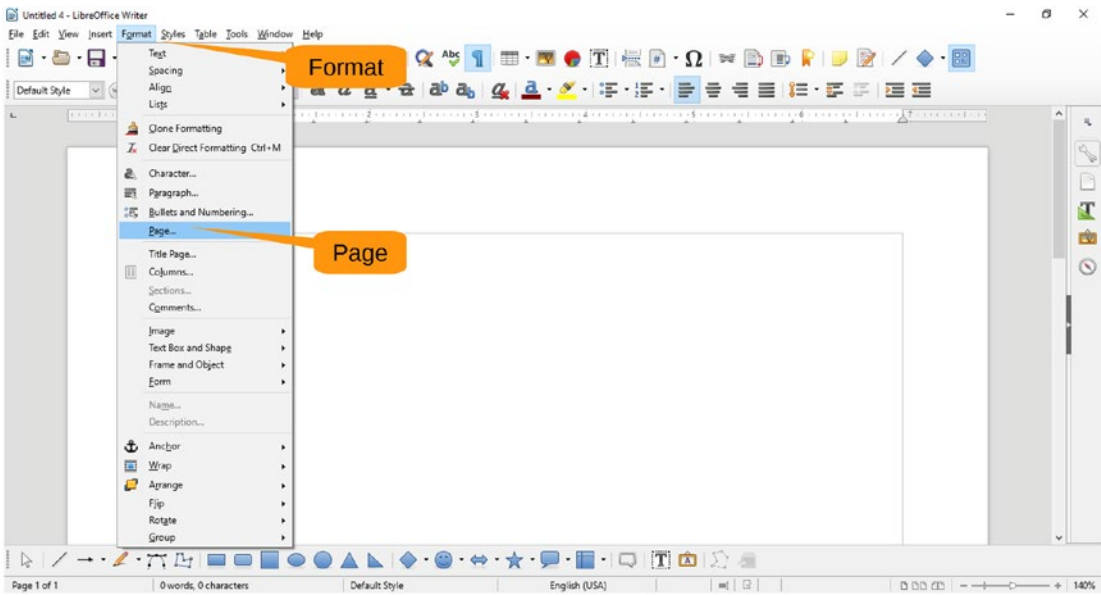 Untitled 4 - LibreOffice Writer
File Edit View Insert Format Styles Table Tools Window Help
Text
Format
Abc
Spacing
Default Style
Align
Lists
Clone Formatting
Clear Direct Formatting Ctrl+M
Character...
Paragraph...
Bullets and Numbering...
Page...
Page
Title Page...
Columns...
Sections...
Comments...
Image
Text Box and Shape
Frame and Object
Form
Name...
Description...
Anchor
Wrap
Arrange
Flip
Rotate
Group
Page 1 of 1 0 words, 0 characters Default Style English (USA) 140%